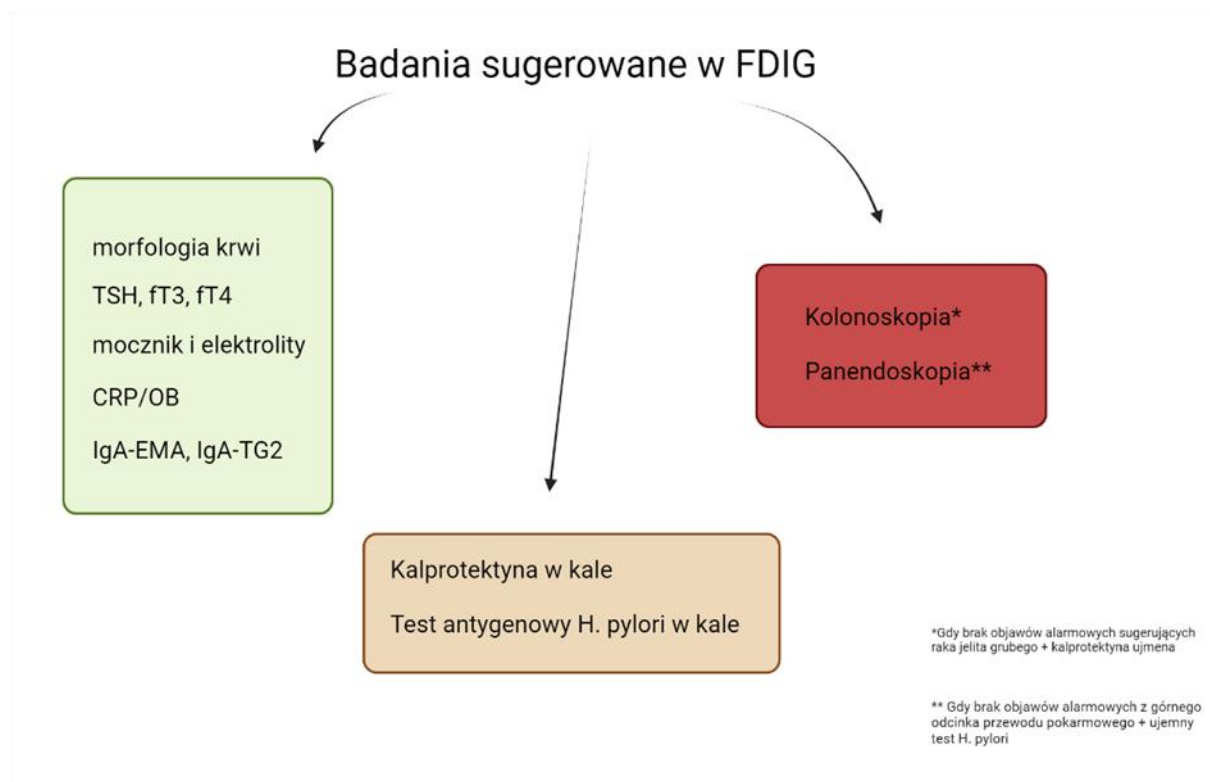 Badania sugerowane w FDIG
morfologia krwi
TSH, fT3, fT4
mocznik i elektrolity
CRP/OB
IgA-EMA, IgA-TG2
Kolonoskopia*
Panendoskopia**
Kalprotektyna w kale
Test antygenowy H. pylori w kale
*Gdy brak objawów alarmowych sugerujących
raka jelita grubego + kalprotektyna ujmena
** Gdy brak objawów alarmowych z górnego
odcinka przewodu pokarmowego + ujemny
test H. pylori